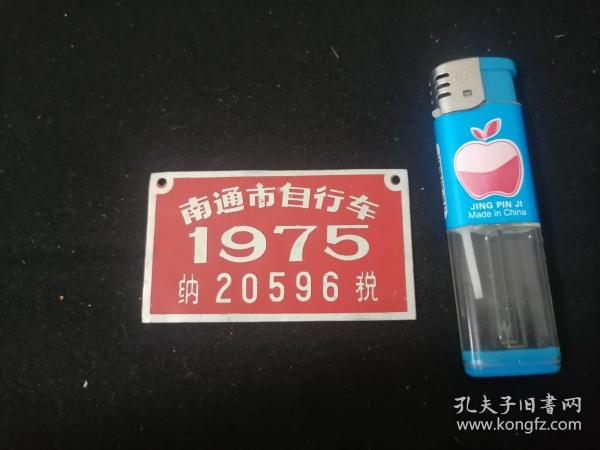 南通市自行车
1975
纳 20596 税
JING PIN JI
Made in China
孔夫子旧書网
www.kongfz.com